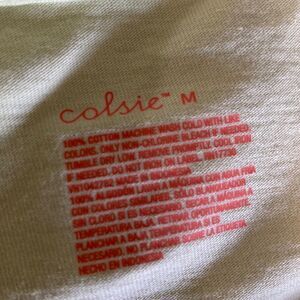 colsie™ M
100% COTTON MACHINE WASH COLD WITH LIKE
COLORS. ONLY NON-CHLORINE BLEACH IF NEEDED.
TUMBLE DRY LOW. REMOVE PROMPTLY. COOL IRON
IF NEEDED. DO NOT IRON ON LABEL.
MADE IN INDONESIA
100% ALGODÓN LAVAR A MÁQUINA CON AGUA FRÍA
CON COLORES SIMILARES. SÓLO BLANQUEADOR
SIN CLORO SI ES NECESARIO. SECAR A MÁQUINA A
TEMPERATURA BAJA. RETIRAR OPORTUNAMENTE.
PLANCHAR A BAJA TEMPERATURA SI ES
NECESARIO. NO PLANCHAR SOBRE LA ETIQUETA.
HECHO EN INDONESIA